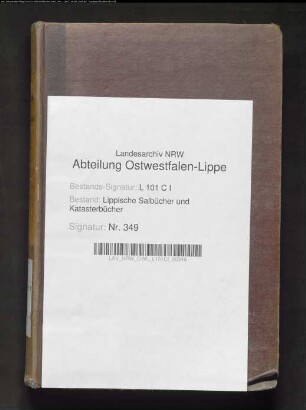 Landesarchiv NRW
Abteilung Ostwestfalen-Lippe
Bestands-Signatur: L 101 C I
Bestand: Lippische Salbücher und
Katasterbücher
Signatur: Nr. 349